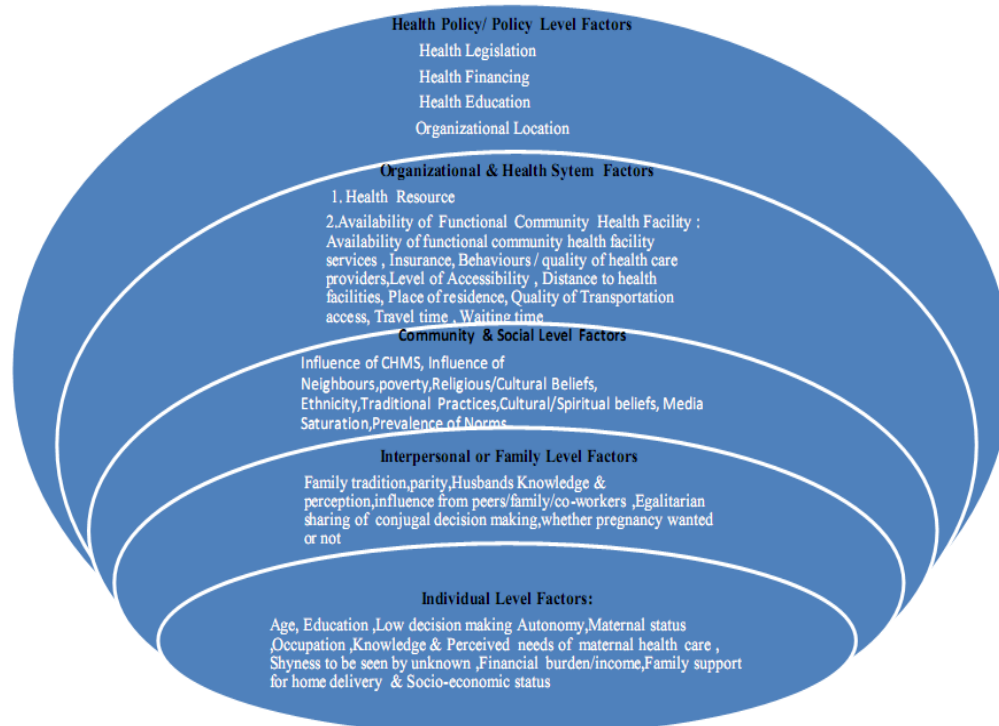 Health Policy/ Policy Level Factors
Health Legislation
Health Financing
Health Education
Organizational Location
Organizational & Health Sytem Factors
1. Health Resource
2.Availability of Functional Community Health Facility :
Availability of functional community health facility
services , Insurance, Behaviours / quality of health care
providers,Level of Accessibility , Distance to health
facilities, Place of residence, Quality of Transportation
access, Travel time , Waiting time
Community & Social Level Factors
Influence of CHMS, Influence of
Neighbours,poverty,Religious/Cultural Beliefs,
Ethnicity,Traditional Practices,Cultural/Spiritual beliefs, Media
Saturation,Prevalence of Norms
Interpersonal or Family Level Factors
Family tradition,parity,Husbands Knowledge &
perception,influence from peers/family/co-workers ,Egalitarian
sharing of conjugal decision making,whether pregnancy wanted
or not
Individual Level Factors:
Age, Education ,Low decision making Autonomy,Maternal status
,Occupation ,Knowledge & Perceived needs of maternal health care ,
Shyness to be seen by unknown ,Financial burden/income,Family support
for home delivery & Socio-economic status